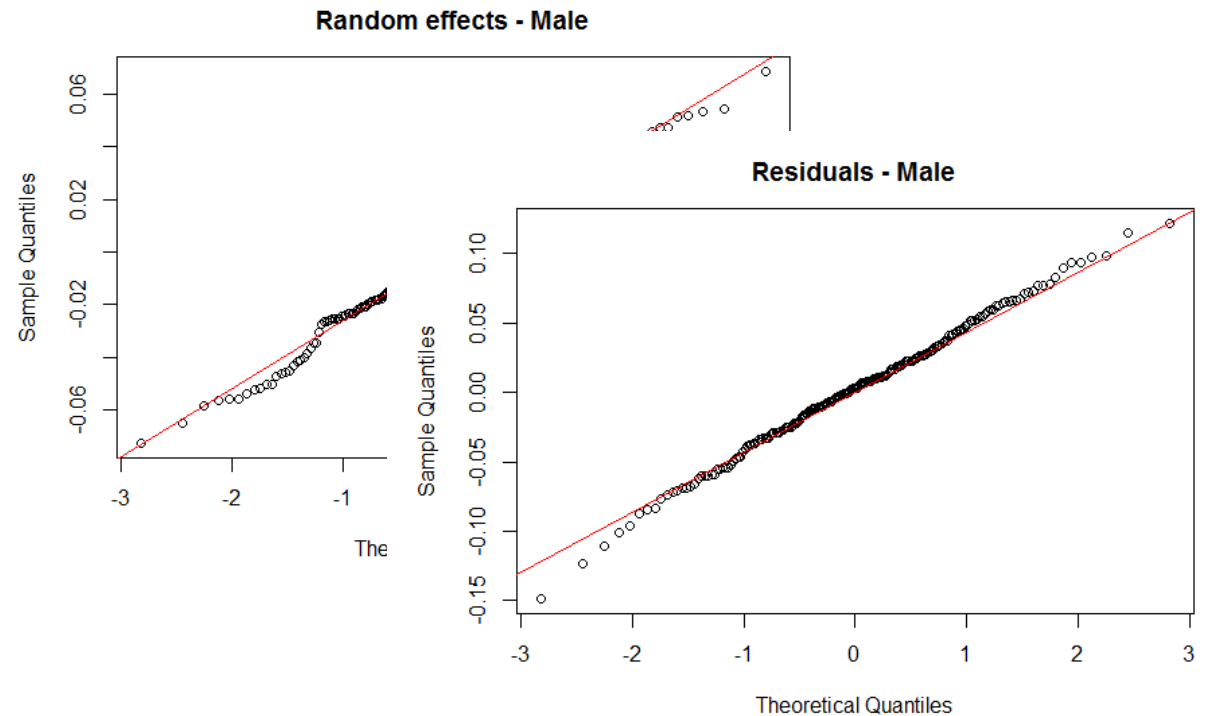 Random effects - Male
Sample Quantiles
0.06
0.02
-0.02
-0.06
-3 -2 -1
The
Residuals - Male
Sample Quantiles
0.10
0.05
0.00
-0.05
-0.10
-0.15
-3 -2 -1 0 1 2 3
Theoretical Quantiles